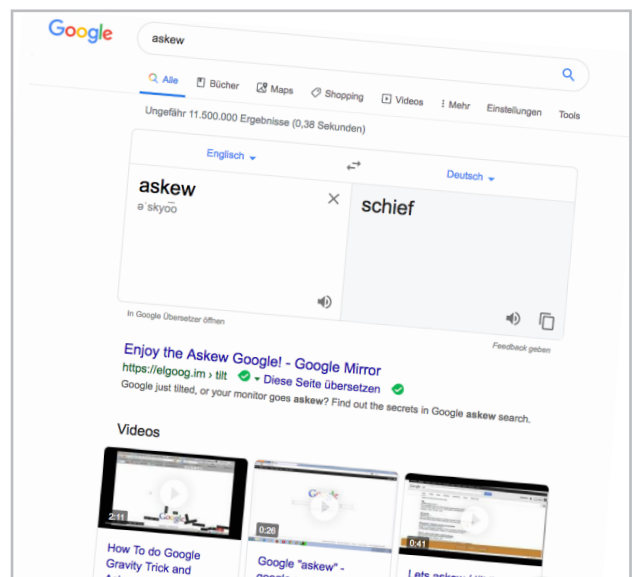 Google
askew
Alle Bücher Maps Shopping Videos Mehr Einstellungen Tools
Ungefähr 11.500.000 Ergebnisse (0,38 Sekunden)
Englisch Deutsch
askew schief
əˈskyo͞o
In Google Übersetzer öffnen
Feedback geben
Enjoy the Askew Google! - Google Mirror
https://elgoog.im › tilt Diese Seite übersetzen
Google just tilted, or your monitor goes askew? Find out the secrets in Google askew search.
Videos
2:11 0:26 0:41
How To do Google Google "askew" - Lets askew
Gravity Trick and